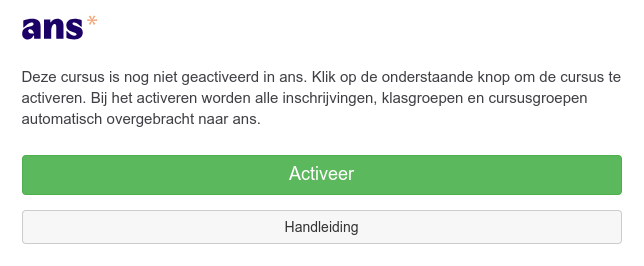 ans*
Deze cursus is nog niet geactiveerd in ans. Klik op de onderstaande knop om de cursus te
activeren. Bij het activeren worden alle inschrijvingen, klasgroepen en cursusgroepen
automatisch overgebracht naar ans.
Activeer
Handleiding